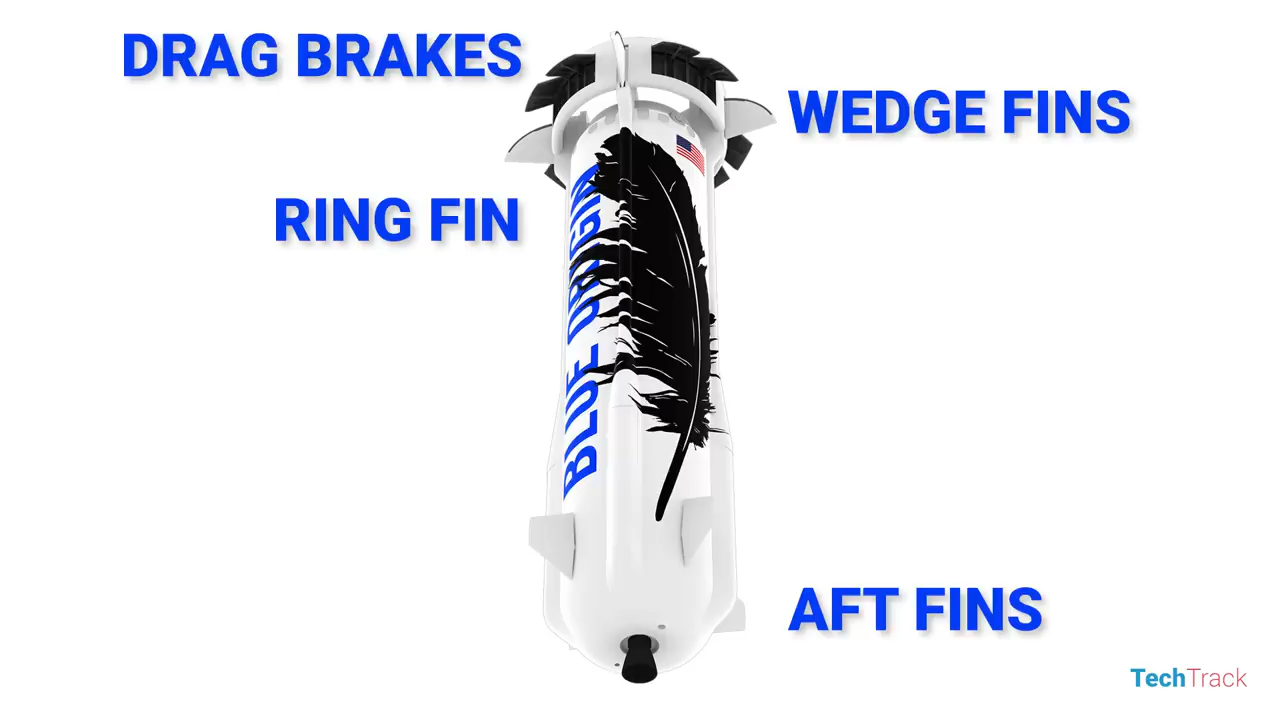 DRAG BRAKES
WEDGE FINS
RING FIN
BLUE ORIGIN
AFT FINS
TechTrack